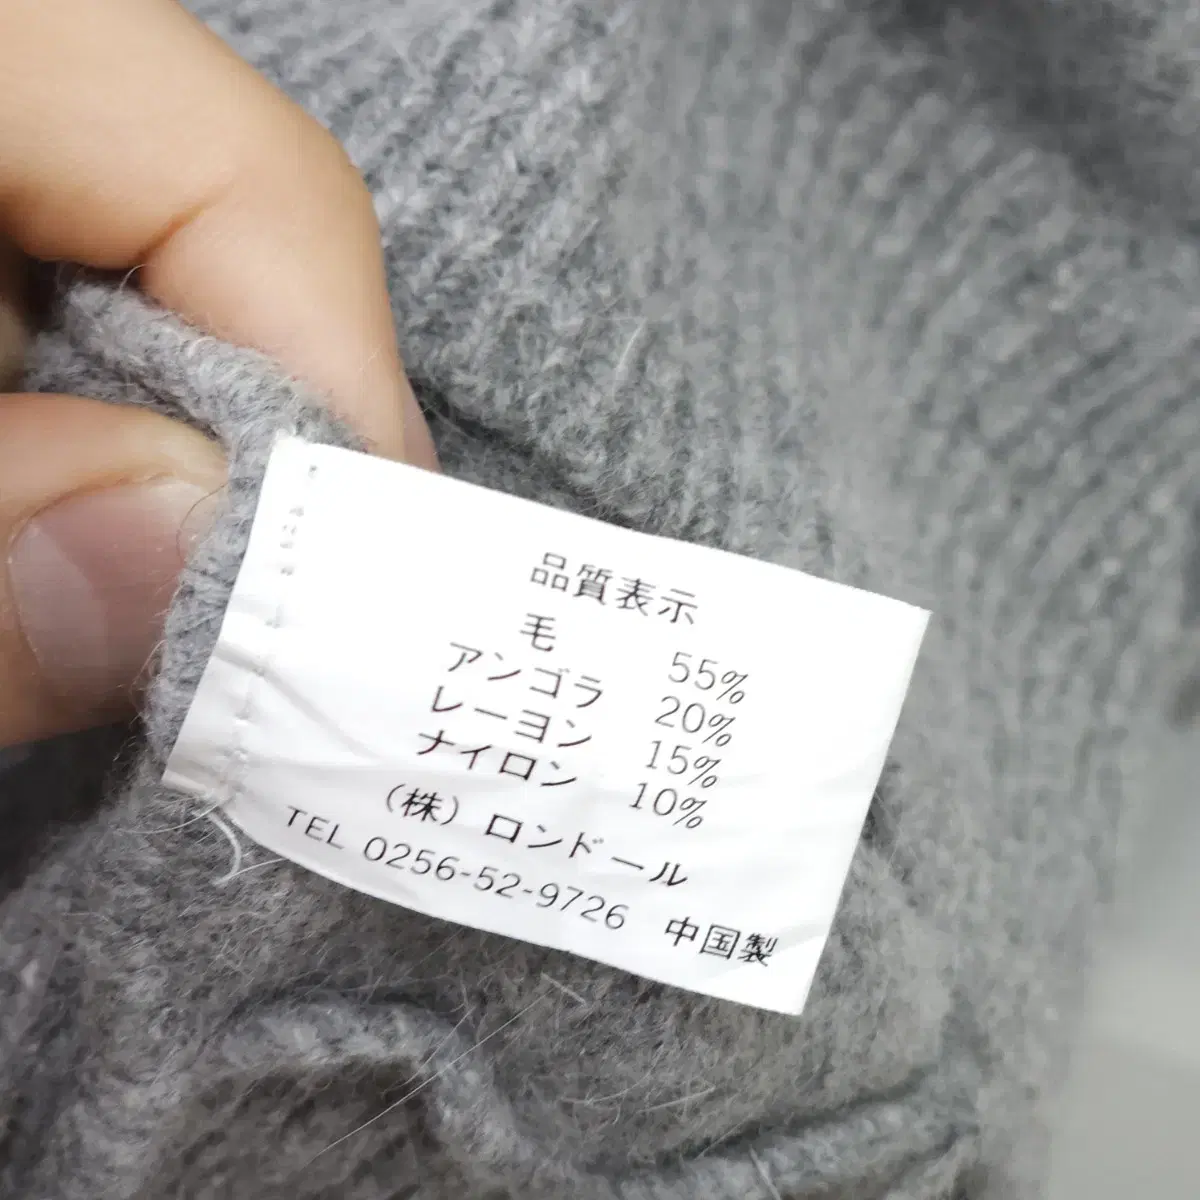 品質表示
毛 55%
アンゴラ 20%
レーヨン 15%
ナイロン 10%
（株）ロンドール
TEL 0256-52-9726 中国製